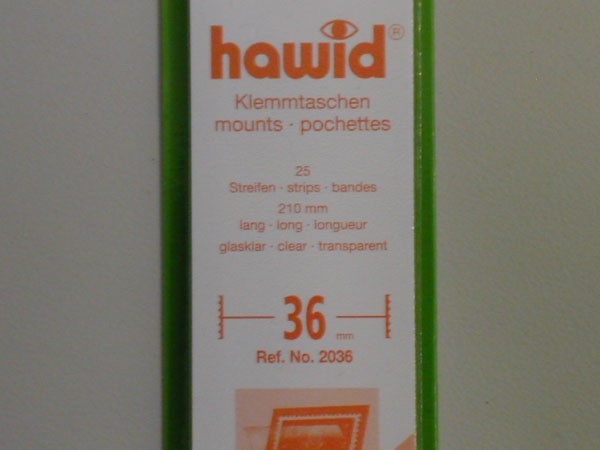 hawid®
Klemmtaschen
mounts · pochettes
25
Streifen · strips · bandes
210 mm
lang · long · longueur
glasklar · clear · transparent
36 mm
Ref. No. 2036